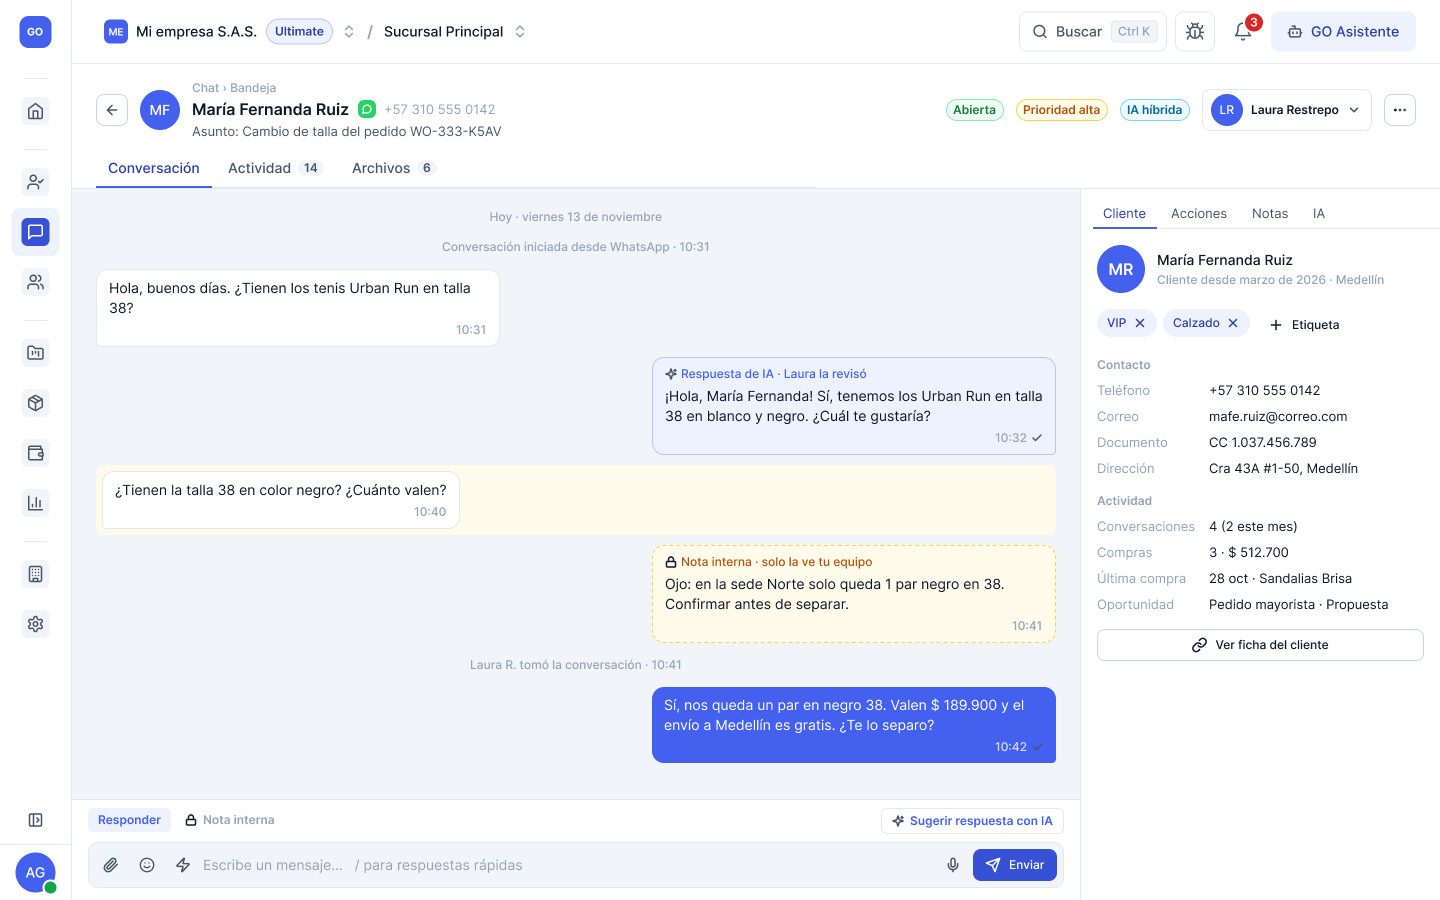 GO
ME Mi empresa S.A.S. Ultimate / Sucursal Principal
Buscar Ctrl K
3
GO Asistente
Chat › Bandeja
MF María Fernanda Ruiz +57 310 555 0142
Asunto: Cambio de talla del pedido WO-333-K5AV
Abierta Prioridad alta IA híbrida LR Laura Restrepo
Conversación Actividad 14 Archivos 6
Hoy · viernes 13 de noviembre
Conversación iniciada desde WhatsApp · 10:31
Hola, buenos días. ¿Tienen los tenis Urban Run en talla
38?
10:31
Respuesta de IA · Laura la revisó
¡Hola, María Fernanda! Sí, tenemos los Urban Run en talla
38 en blanco y negro. ¿Cuál te gustaría?
10:32
¿Tienen la talla 38 en color negro? ¿Cuánto valen?
10:40
Nota interna · solo la ve tu equipo
Ojo: en la sede Norte solo queda 1 par negro en 38.
Confirmar antes de separar.
10:41
Laura R. tomó la conversación · 10:41
Sí, nos queda un par en negro 38. Valen $ 189.900 y el
envío a Medellín es gratis. ¿Te lo separo?
10:42
Responder Nota interna Sugerir respuesta con IA
Escribe un mensaje... / para respuestas rápidas Enviar
AG
Cliente Acciones Notas IA
MR María Fernanda Ruiz
Cliente desde marzo de 2026 · Medellín
VIP Calzado Etiqueta
Contacto
Teléfono +57 310 555 0142
Correo mafe.ruiz@correo.com
Documento CC 1.037.456.789
Dirección Cra 43A #1-50, Medellín
Actividad
Conversaciones 4 (2 este mes)
Compras 3 · $ 512.700
Última compra 28 oct · Sandalias Brisa
Oportunidad Pedido mayorista · Propuesta
Ver ficha del cliente